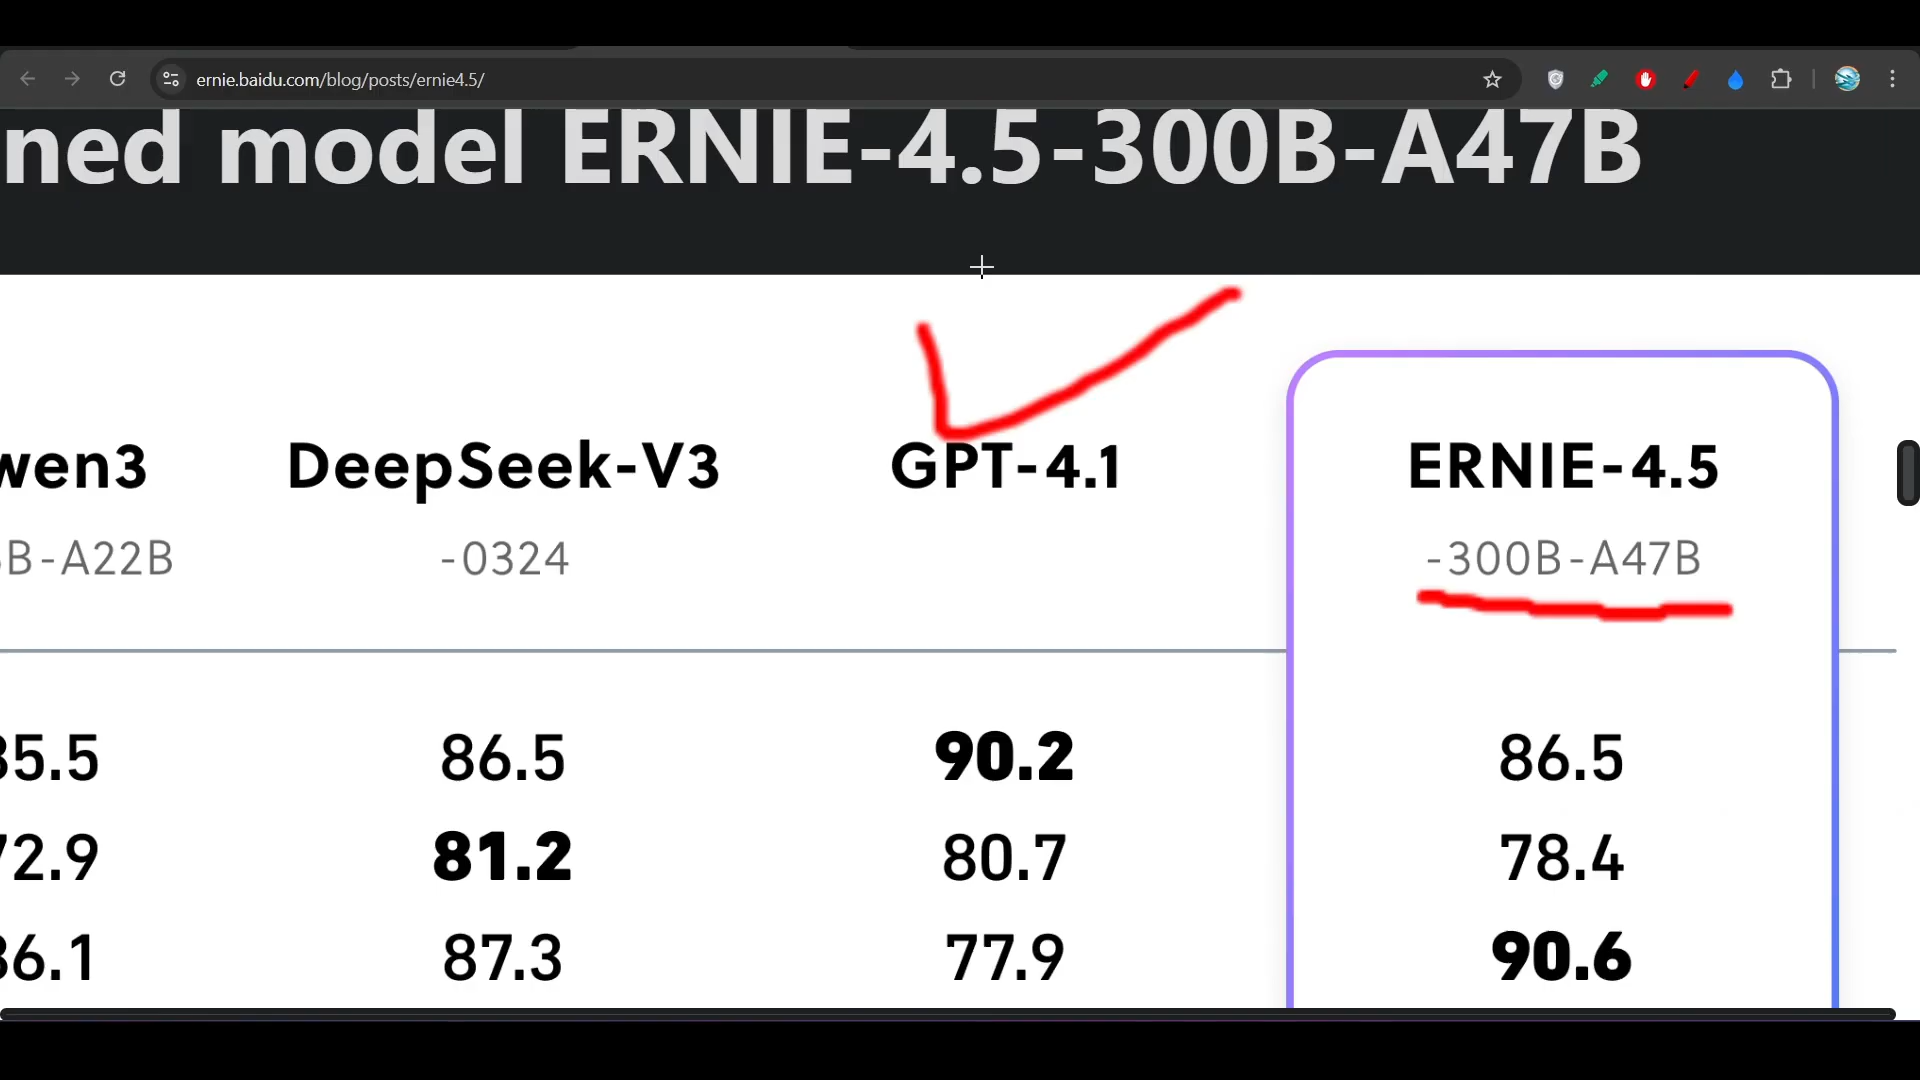 ernie.baidu.com/blog/posts/ernie4.5/
ned model ERNIE-4.5-300B-A47B
wen3 DeepSeek-V3 GPT-4.1 ERNIE-4.5
B-A22B -0324 -300B-A47B
35.5 86.5 90.2 86.5
72.9 81.2 80.7 78.4
36.1 87.3 77.9 90.6